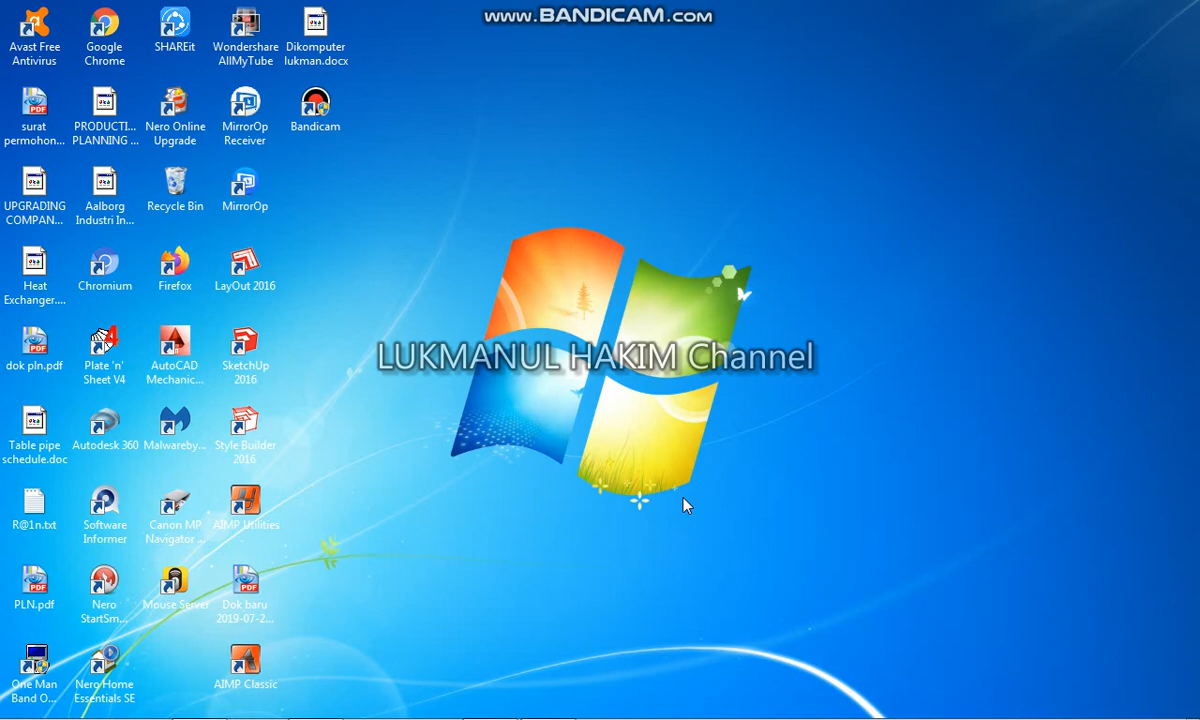 www.BANDICAM.com
Avast Free
Antivirus
Google
Chrome
SHAREit
Wondershare
AllMyTube
Dikomputer
lukman.docx
surat
permohon...
PRODUCTI...
PLANNING ...
Nero Online
Upgrade
MirrorOp
Receiver
Bandicam
UPGRADING
COMPAN...
Aalborg
Industri In...
Recycle Bin
MirrorOp
Heat
Exchanger....
Chromium
Firefox
LayOut 2016
dok pln.pdf
Plate 'n'
Sheet V4
AutoCAD
Mechanic...
SketchUp
2016
LUKMANUL HAKIM Channel
Table pipe
schedule.doc
Autodesk 360
Malwareby...
Style Builder
2016
R@1n.txt
Software
Informer
Canon MP
Navigator ...
AIMP Utilities
PLN.pdf
Nero
StartSm...
Mouse Server
Dok baru
2019-07-2...
One Man
Band O...
Nero Home
Essentials SE
AIMP Classic